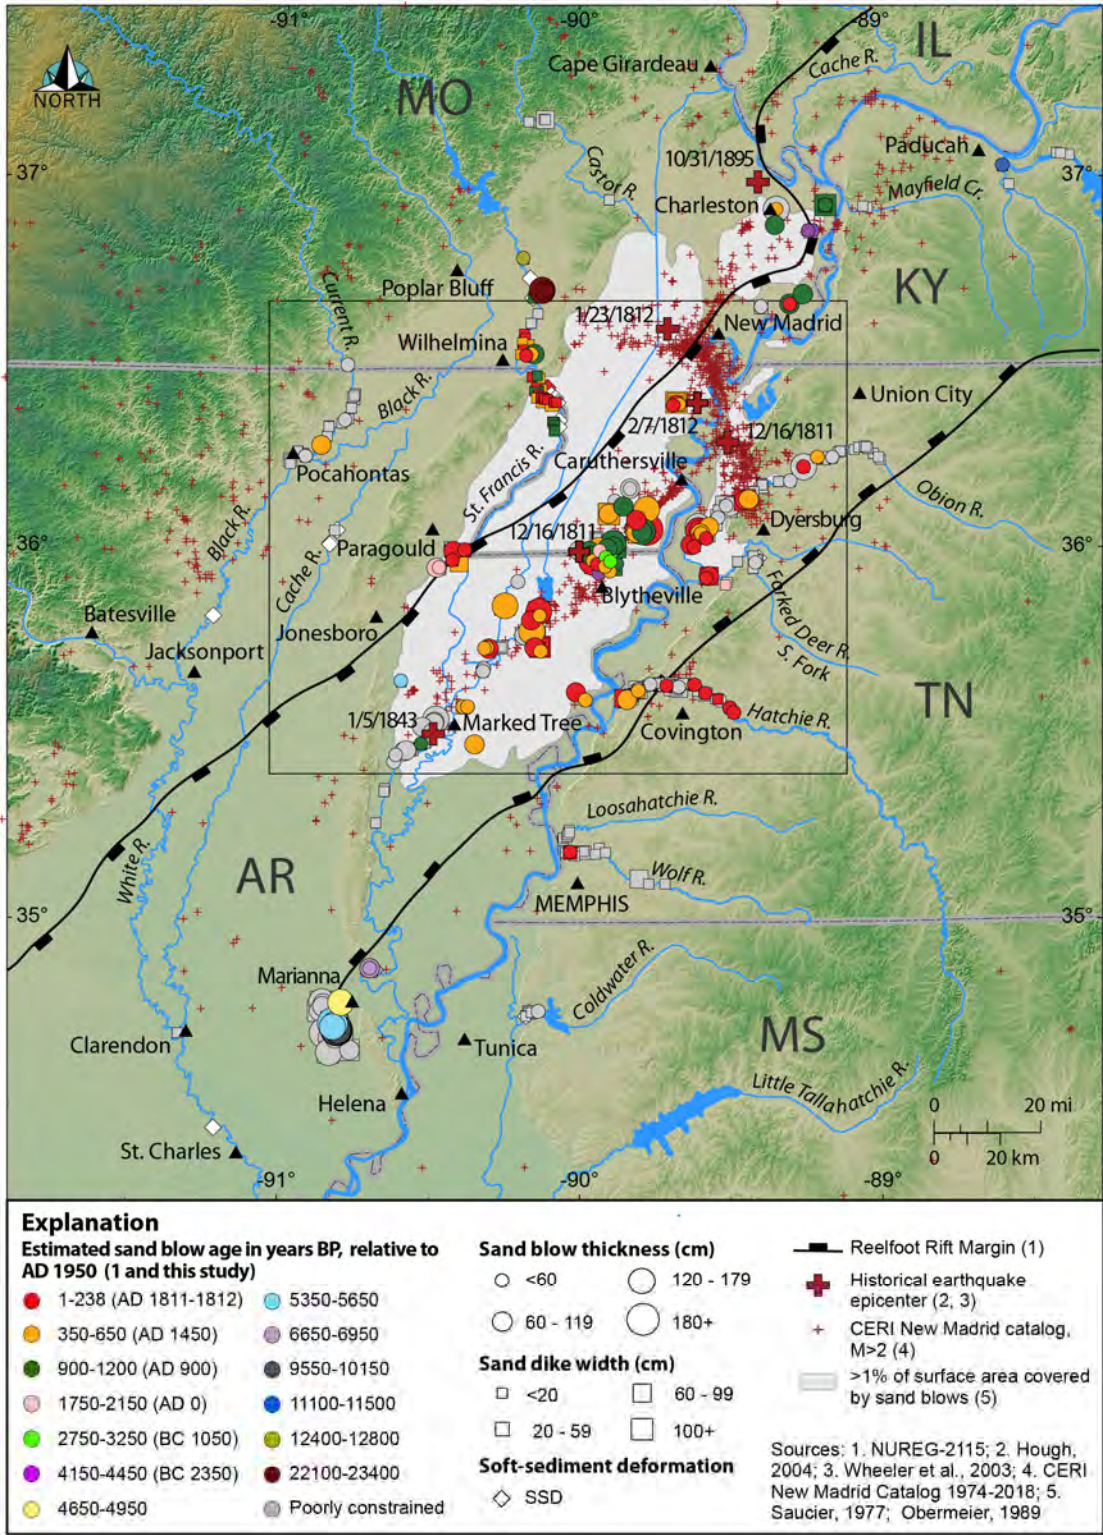 -91°
-90°
-89°
IL
Cape Girardeau
Cache R.
NORTH
MO
10/31/1895
Paducah
37°
37°
Castor R.
Mayfield Cr.
Charleston
Current R.
Poplar Bluff
KY
1/23/1812
New Madrid
Wilhelmina
Black R.
Union City
2/7/1812
12/16/1811
Caruthersville
Pocahontas
St. Francis R.
Obion R.
Black R.
Dyersburg
12/16/1811
36°
Paragould
36°
Cache R.
Blytheville
Forked Deer R.
Batesville
Jonesboro
S. Fork
Jacksonport
TN
1/5/1843
Marked Tree
Hatchie R.
Covington
Loosahatchie R.
White R.
AR
Wolf R.
MEMPHIS
35°
35°
Marianna
Coldwater R.
MS
Clarendon
Tunica
Helena
Little Tallahatchie R.
0 20 mi
St. Charles
0 20 km
-91°
-90°
-89°
Explanation
Estimated sand blow age in years BP, relative to
AD 1950 (1 and this study)
1-238 (AD 1811-1812)
350-650 (AD 1450)
900-1200 (AD 900)
1750-2150 (AD 0)
2750-3250 (BC 1050)
4150-4450 (BC 2350)
4650-4950
5350-5650
6650-6950
9550-10150
11100-11500
12400-12800
22100-23400
Poorly constrained
Sand blow thickness (cm)
<60
60 - 119
120 - 179
180+
Sand dike width (cm)
<20
20 - 59
60 - 99
100+
Soft-sediment deformation
SSD
Reelfoot Rift Margin (1)
Historical earthquake
epicenter (2, 3)
CERI New Madrid catalog,
M>2 (4)
>1% of surface area covered
by sand blows (5)
Sources: 1. NUREG-2115; 2. Hough,
2004; 3. Wheeler et al., 2003; 4. CERI
New Madrid Catalog 1974-2018; 5.
Saucier, 1977; Obermeier, 1989